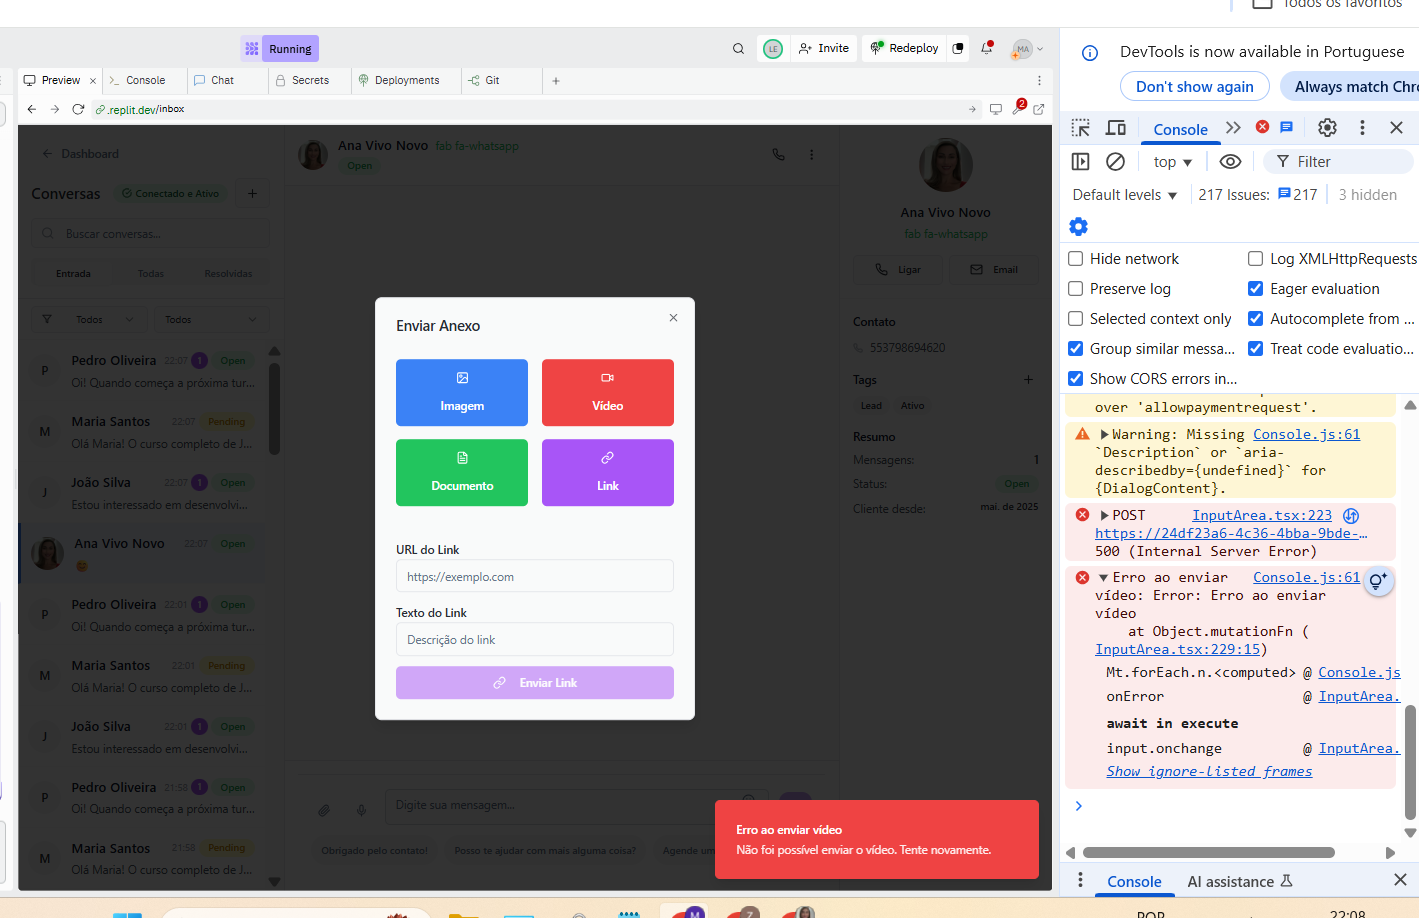 Todos os favoritos
Running
LE
Invite
Redeploy
MA
Preview
Console
Chat
Secrets
Deployments
Git
.replit.dev/inbox
2
Dashboard
Conversas
Conectado e Ativo
Buscar conversas...
Entrada
Todas
Resolvidas
Todos
Todos
P
Pedro Oliveira
22:07
1
Open
Oi! Quando começa a próxima tur...
M
Maria Santos
22:07
Pending
Olá Maria! O curso completo de J...
J
João Silva
22:07
1
Open
Estou interessado em desenvolvi...
Ana Vivo Novo
22:07
Open
P
Pedro Oliveira
22:01
1
Open
Oi! Quando começa a próxima tur...
M
Maria Santos
22:01
Pending
Olá Maria! O curso completo de J...
J
João Silva
22:01
1
Open
Estou interessado em desenvolvi...
P
Pedro Oliveira
21:58
1
Open
Oi! Quando começa a próxima tur...
M
Maria Santos
21:58
Pending
Olá Maria! O curso completo de J...
Ana Vivo Novo
fab fa-whatsapp
Open
Enviar Anexo
Imagem
Vídeo
Documento
Link
URL do Link
https://exemplo.com
Texto do Link
Descrição do link
Enviar Link
Digite sua mensagem...
Obrigado pelo contato!
Posso te ajudar com mais alguma coisa?
Agende um
Ana Vivo Novo
fab fa-whatsapp
Ligar
Email
Contato
553798694620
Tags
Lead
Ativo
Resumo
Mensagens:
1
Status:
Open
Cliente desde:
mai. de 2025
Erro ao enviar vídeo
Não foi possível enviar o vídeo. Tente novamente.
DevTools is now available in Portuguese
Don't show again
Always match Chro
Console
top
Filter
Default levels
217 Issues:
217
3 hidden
Hide network
Log XMLHttpRequests
Preserve log
Eager evaluation
Selected context only
Autocomplete from ...
Group similar messa...
Treat code evaluatio...
Show CORS errors in...
over 'allowpaymentrequest'.
Warning: Missing
Console.js:61
`Description` or `aria-
describedby={undefined}` for
{DialogContent}.
POST
InputArea.tsx:223
https://24df23a6-4c36-4bba-9bde-…
500 (Internal Server Error)
Erro ao enviar
Console.js:61
vídeo: Error: Erro ao enviar
vídeo
at Object.mutationFn (
InputArea.tsx:229:15)
Mt.forEach.n.<computed> @ Console.js
onError @ InputArea.
await in execute
input.onchange @ InputArea.
Show ignore-listed frames
Console
AI assistance
M
Z
POR
22:08